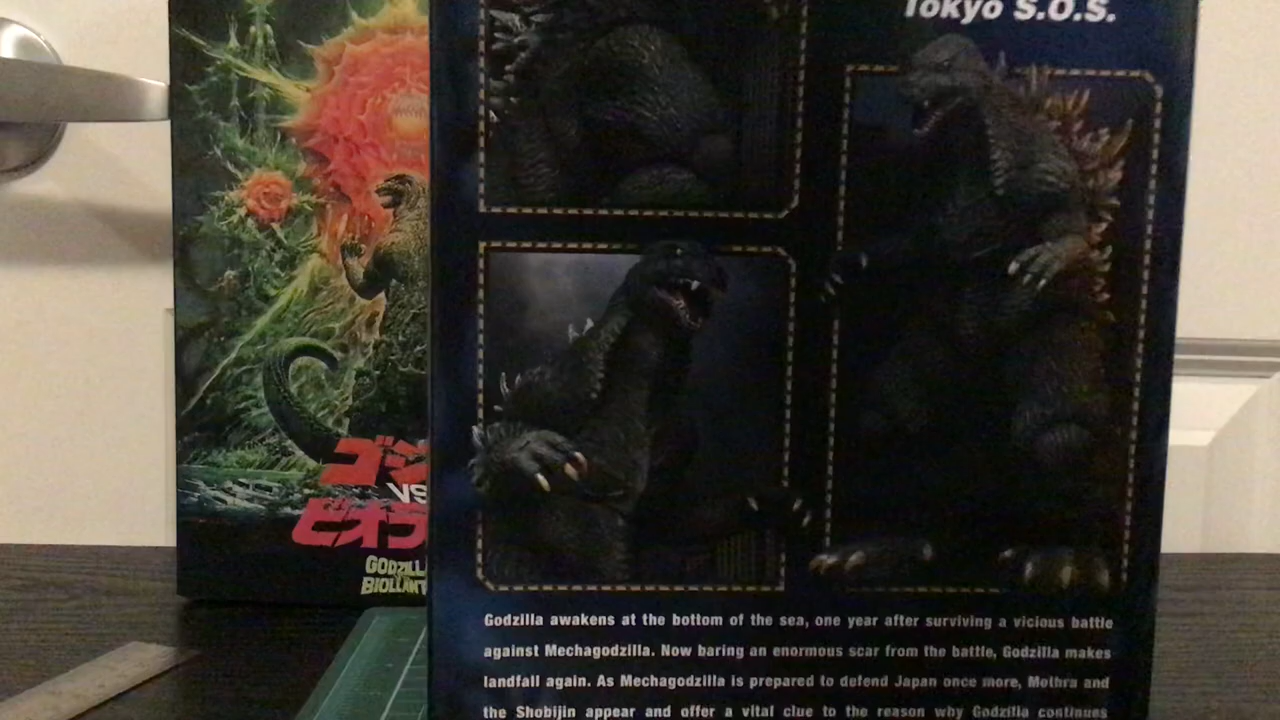 Tokyo S.O.S.
ゴジ
VS
ビオラ
GODZILLA
BIOLLANT
Godzilla awakens at the bottom of the sea, one year after surviving a vicious battle
against Mechagodzilla. Now baring an enormous scar from the battle, Godzilla makes
landfall again. As Mechagodzilla is prepared to defend Japan once more, Mothra and
the Shobijin appear and offer a vital clue to the reason why Godzilla continues